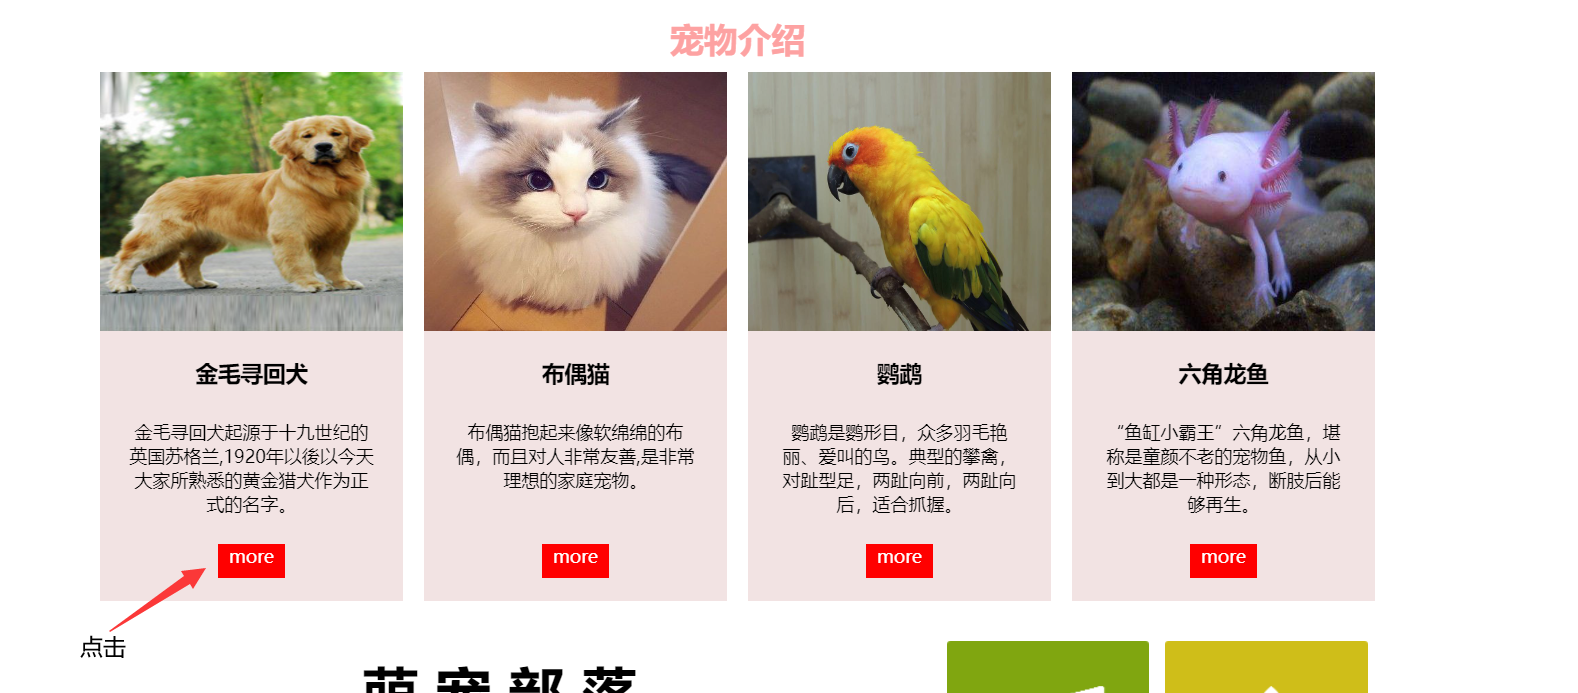 宠物介绍
金毛寻回犬
金毛寻回犬起源于十九世纪的
英国苏格兰,1920年以後以今天
大家所熟悉的黄金猎犬作为正
式的名字。
more
布偶猫
布偶猫抱起来像软绵绵的布
偶，而且对人非常友善,是非常
理想的家庭宠物。
more
鹦鹉
鹦鹉是鹦形目，众多羽毛艳
丽、爱叫的鸟。典型的攀禽，
对趾型足，两趾向前，两趾向
后，适合抓握。
more
六角龙鱼
“鱼缸小霸王”六角龙鱼，堪
称是童颜不老的宠物鱼，从小
到大都是一种形态，断肢后能
够再生。
more
点击
萌宠部落